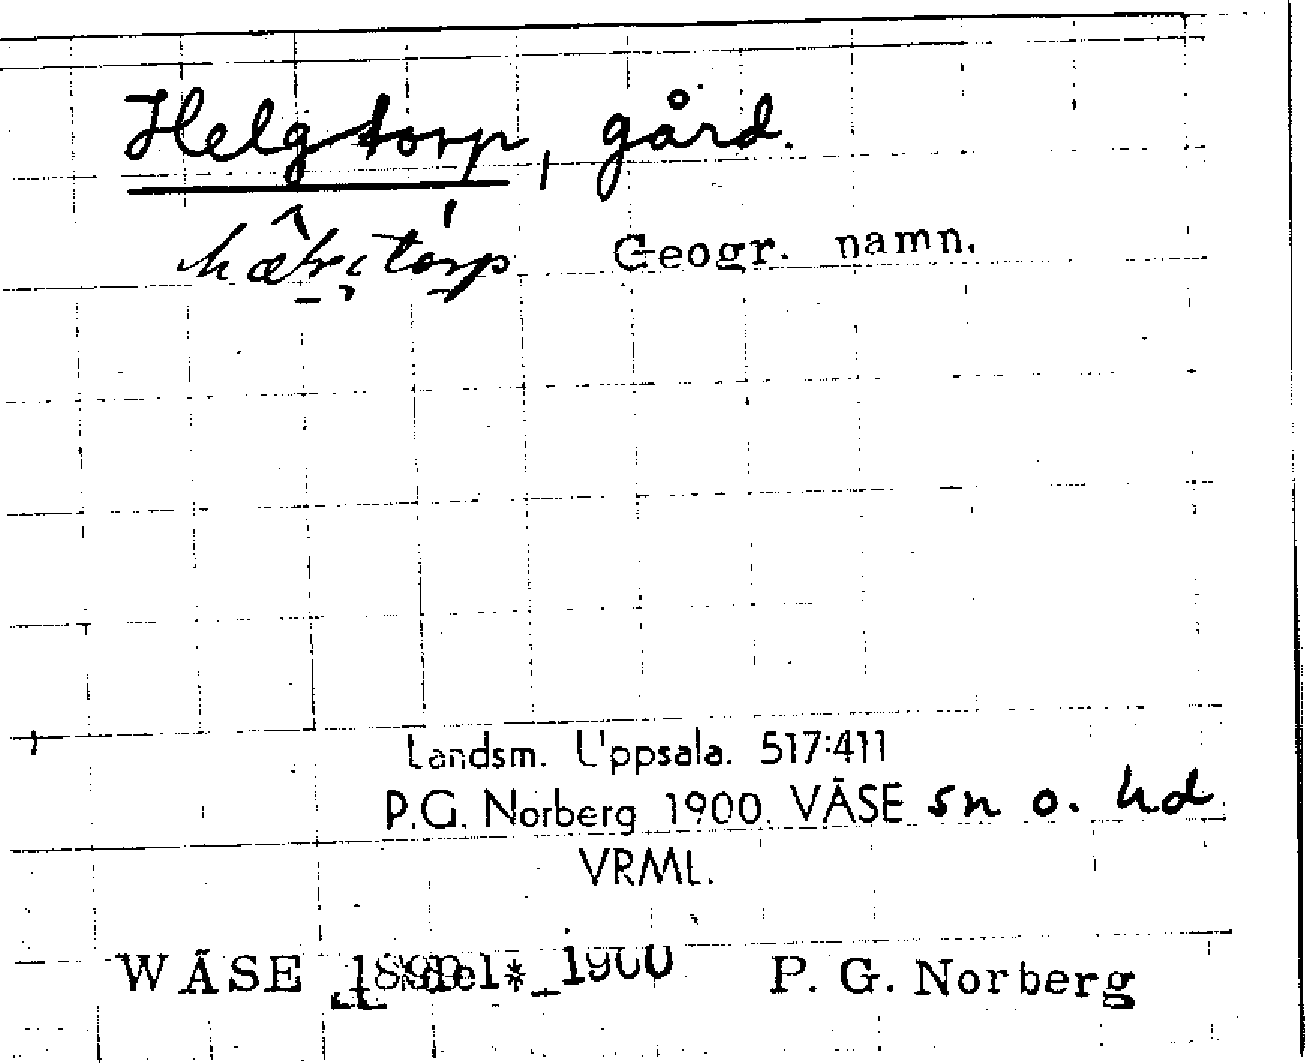 Helgtorp, gård.
Geogr. namn.
Landsm. Uppsala. 517:411
P.G. Norberg 1900. VÄSE sn o. hd
VRML.
WÄSE 1900 P. G. Norberg